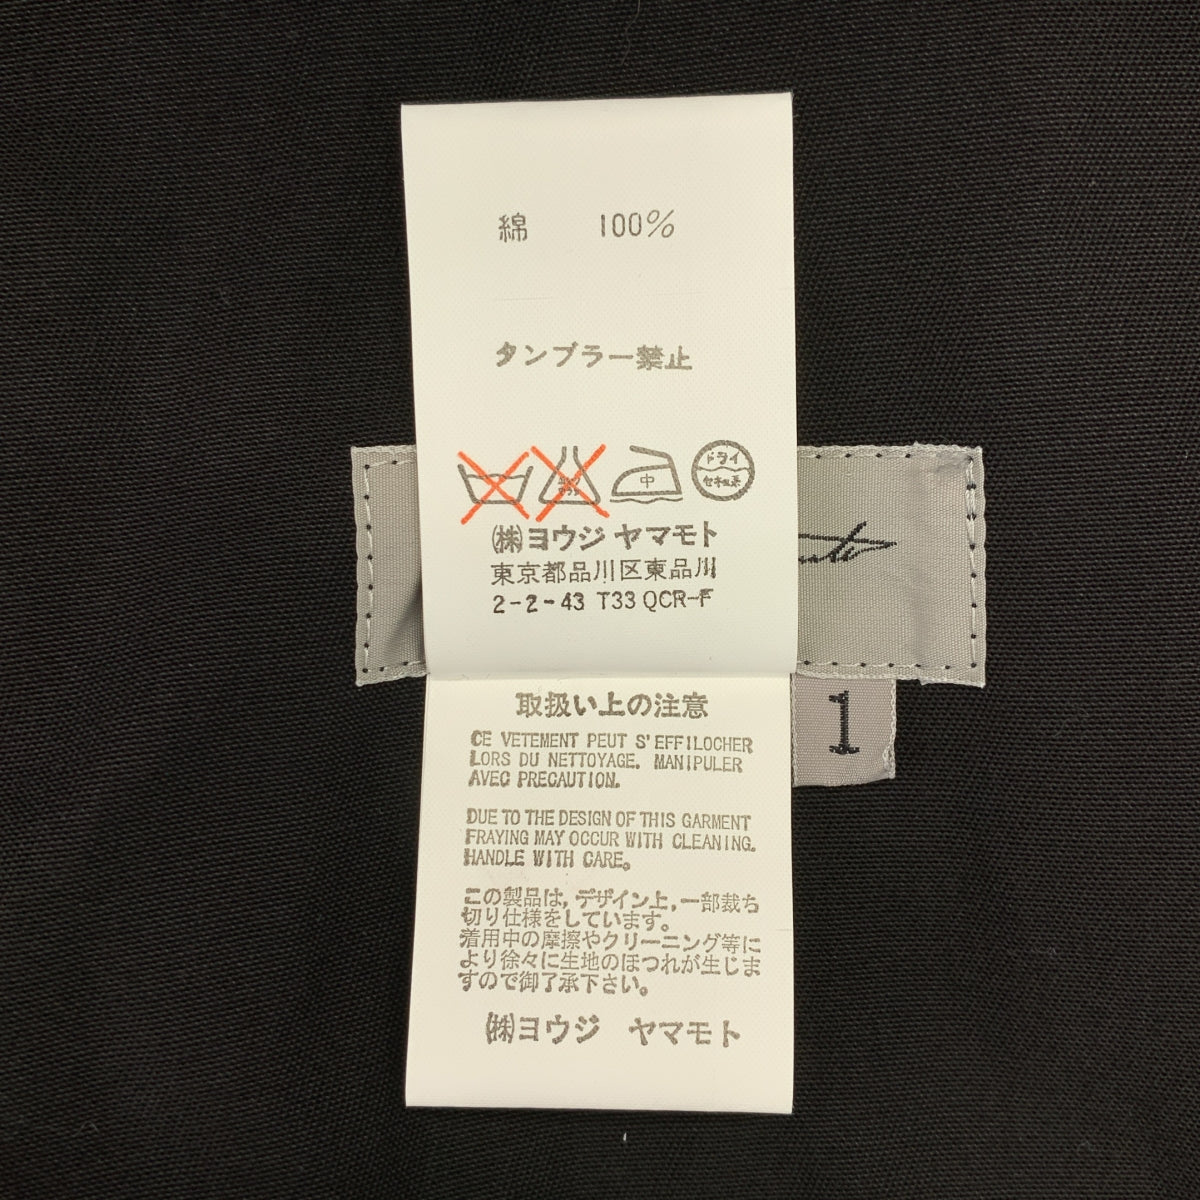 綿 100%
タンブラー禁止
エンソ
サラシ
中
ドライ
セキユ系
㈱ヨウジ ヤマモト
東京都品川区東品川
2-2-43 T33 QCR-F
1
取扱い上の注意
CE VETEMENT PEUT S'EFFILOCHER
LORS DU NETTOYAGE. MANIPULER
AVEC PRECAUTION.
DUE TO THE DESIGN OF THIS GARMENT
FRAYING MAY OCCUR WITH CLEANING.
HANDLE WITH CARE.
この製品は,デザイン上,一部裁ち
切り仕様をしています。
着用中の摩擦やクリーニング等に
より徐々に生地のほつれが生じま
すので御了承下さい。
㈱ヨウジ ヤマモト